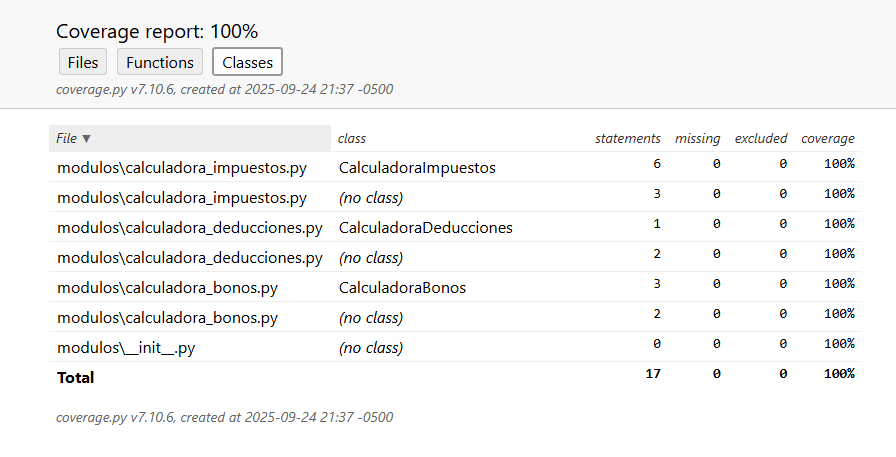 Coverage report: 100%
Files Functions Classes
coverage.py v7.10.6, created at 2025-09-24 21:37 -0500
File ▼ class statements missing excluded coverage
modulos\calculadora_impuestos.py CalculadoraImpuestos 6 0 0 100%
modulos\calculadora_impuestos.py (no class) 3 0 0 100%
modulos\calculadora_deducciones.py CalculadoraDeducciones 1 0 0 100%
modulos\calculadora_deducciones.py (no class) 2 0 0 100%
modulos\calculadora_bonos.py CalculadoraBonos 3 0 0 100%
modulos\calculadora_bonos.py (no class) 2 0 0 100%
modulos\__init__.py (no class) 0 0 0 100%
Total 17 0 0 100%
coverage.py v7.10.6, created at 2025-09-24 21:37 -0500